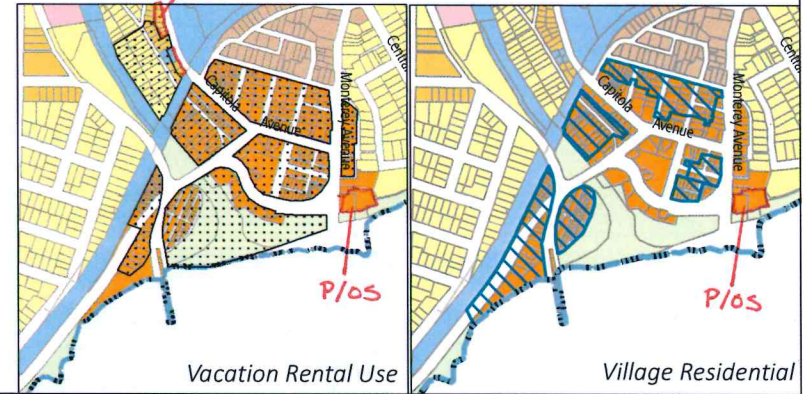 Capitola
Avenue
Monterey Avenue
P/OS
Vacation Rental Use
Capitola
Avenue
Monterey Avenue
P/OS
Village Residential